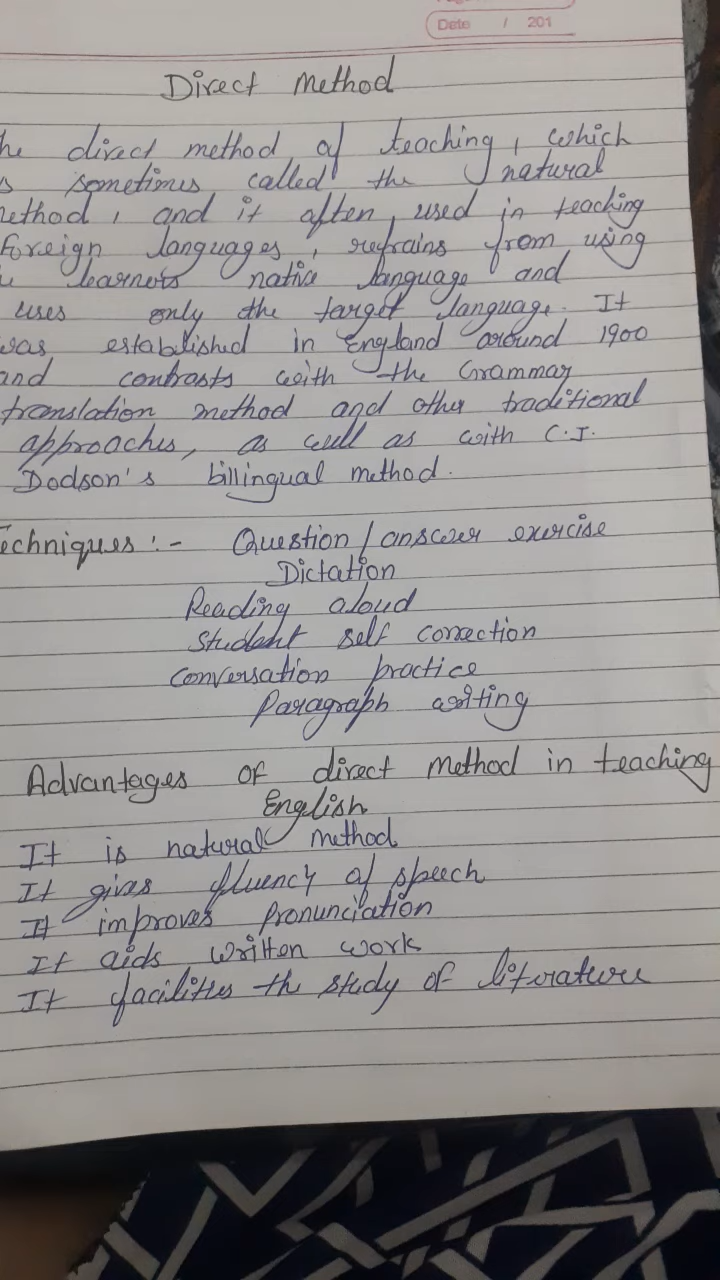 Date / 201
Direct Method
he direct method of teaching, which
s sometimes called the natural
ethod, and it often, used in teaching
foreign languages, refrains from using
e learners native language and
uses only the target language. It
was established in England around 1900
and contrasts with the Grammar
translation method and other traditional
approaches, as well as with C.J.
Dodson's billingual method.
echniques :- Question / answer exercise
Dictation
Reading aloud
Student self correction
Conversation practice
Paragraph writing
Advantages of direct method in teaching
English
It is natural method
It gives fluency of speech
It improves Pronunciation
It aids written work
It facilities the study of literature